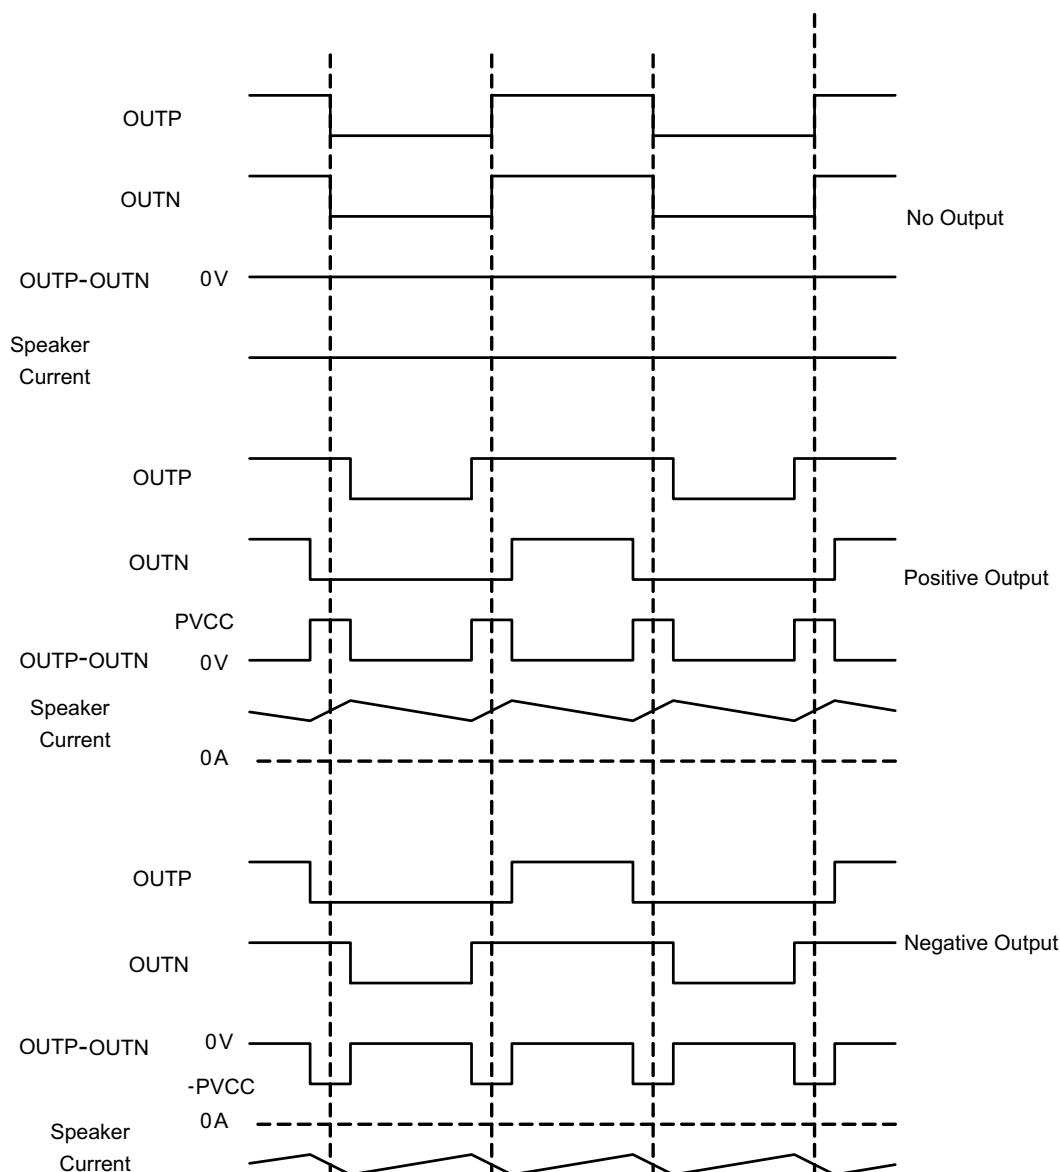 OUTP
OUTN
No Output
OUTP-OUTN 0V
Speaker
Current
OUTP
OUTN
Positive Output
PVCC
OUTP-OUTN 0V
Speaker
Current
0A
OUTP
OUTN
Negative Output
OUTP-OUTN 0V
-PVCC
0A
Speaker
Current